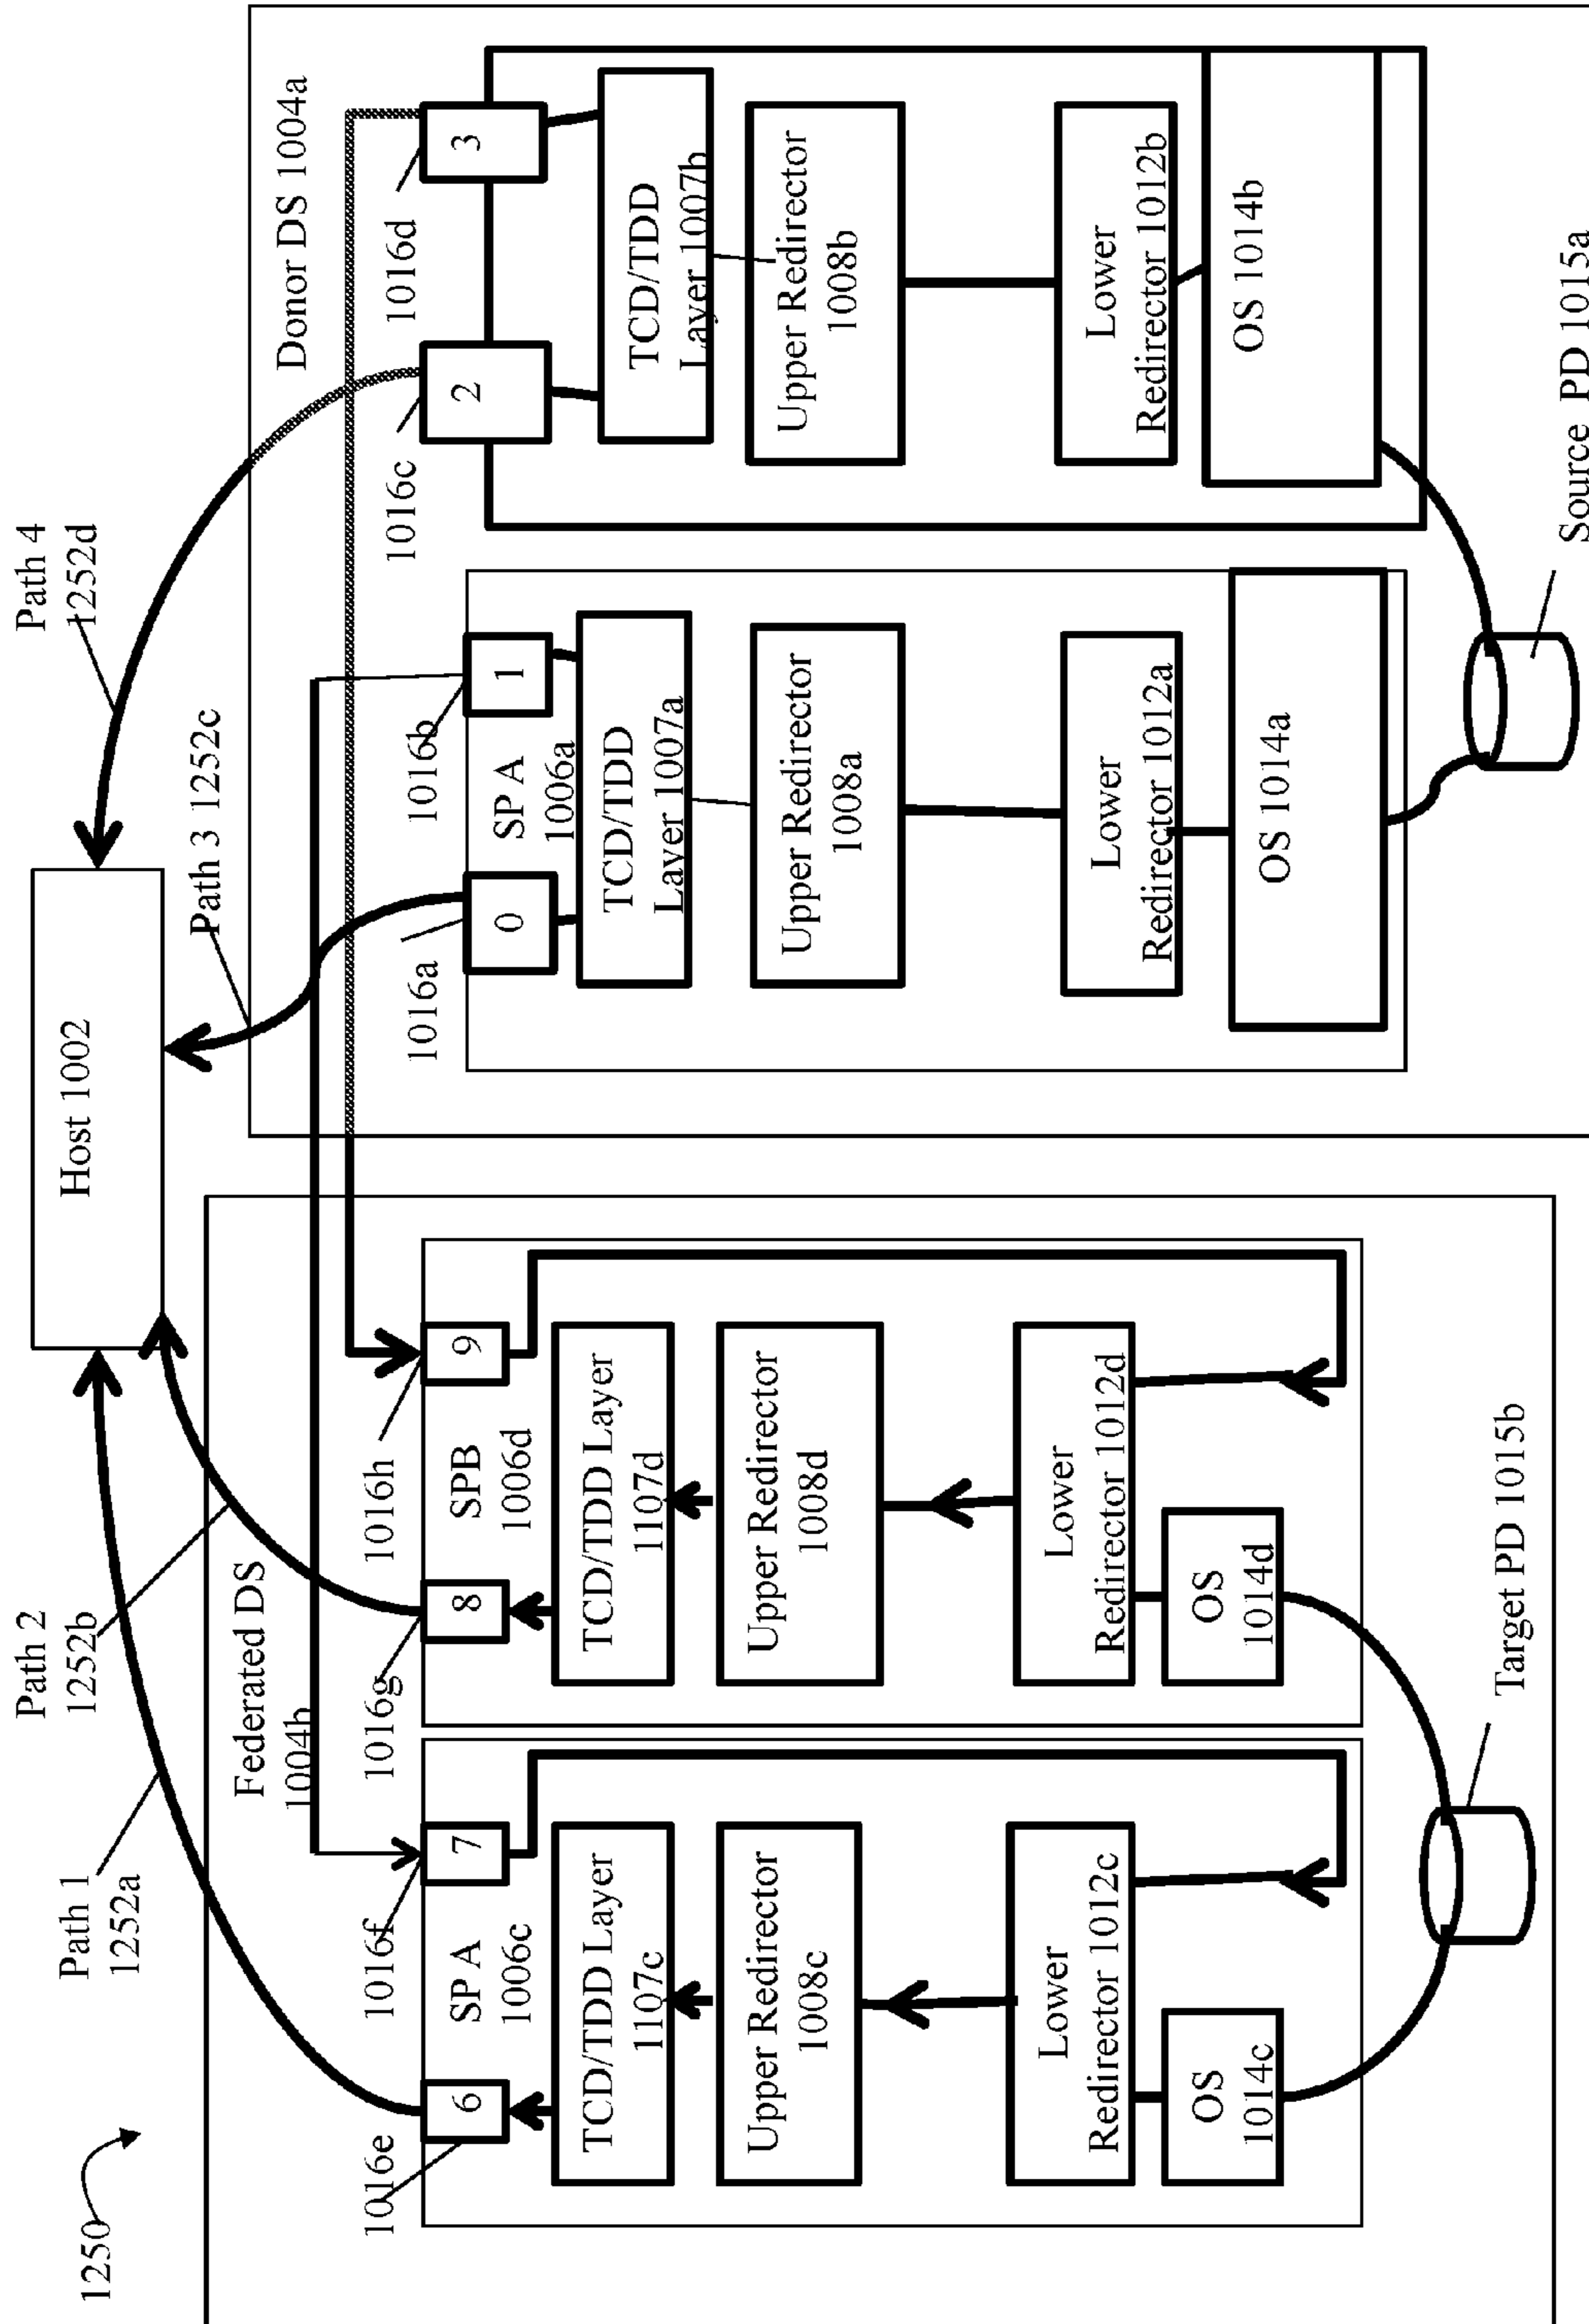 1250
Path 1
1252a
Path 2
1252b
Host 1002
Path 3 1252c
Path 4
1252d
Federated DS
1004b
Donor DS 1004a
1016e
6
SP A
1006c
1016f
7
TCD/TDD Layer
1107c
Upper Redirector
1008c
Lower
Redirector 1012c
OS
1014c
1016g
8
SPB
1006d
1016h
9
TCD/TDD Layer
1107d
Upper Redirector
1008d
Lower
Redirector 1012d
OS
1014d
Target PD 1015b
1016a
0
SP A
1006a
1016b
1
TCD/TDD
Layer 1007a
Upper Redirector
1008a
Lower
Redirector 1012a
OS 1014a
1016c
2
1016d
3
TCD/TDD
Layer 1007b
Upper Redirector
1008b
Lower
Redirector 1012b
OS 1014b
Source PD 1015a